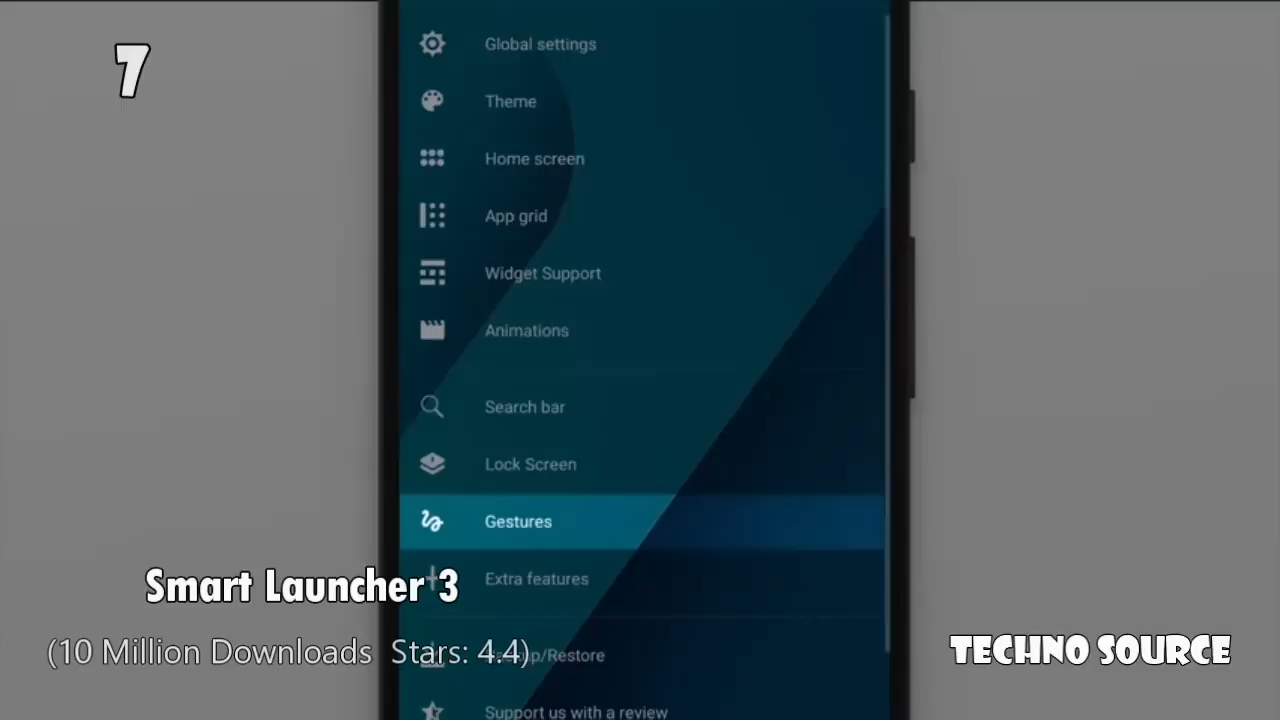 7
Global settings
Theme
Home screen
App grid
Widget Support
Animations
Search bar
Lock Screen
Gestures
Extra features
Smart Launcher 3
(10 Million Downloads Stars: 4.4)
/Restore
TECHNO SOURCE
Support us with a review